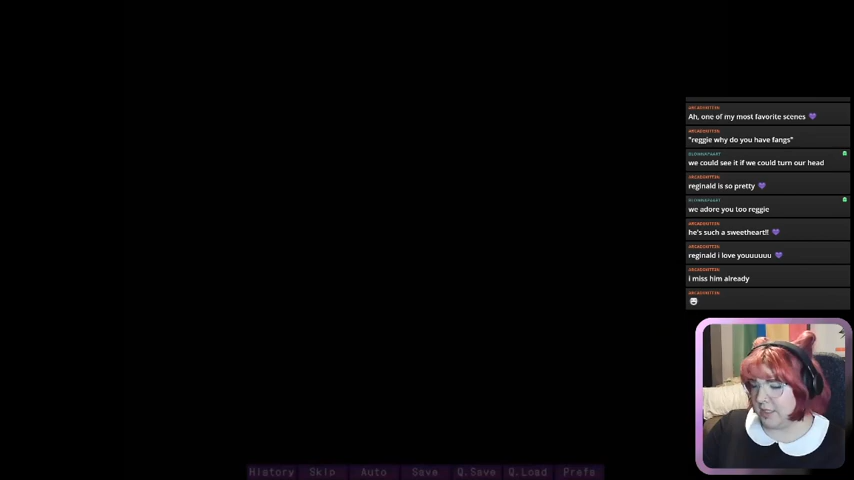 Ah, one of my most favorite scenes 💜
"reggie why do you have fangs"
we could see it if we could turn our head
reginald is so pretty 💜
we adore you too reggie
he's such a sweetheart!! 💜
reginald i love youuuuuu 💜
i miss him already
History Skip Auto Save Q.Save Q.Load Prefs